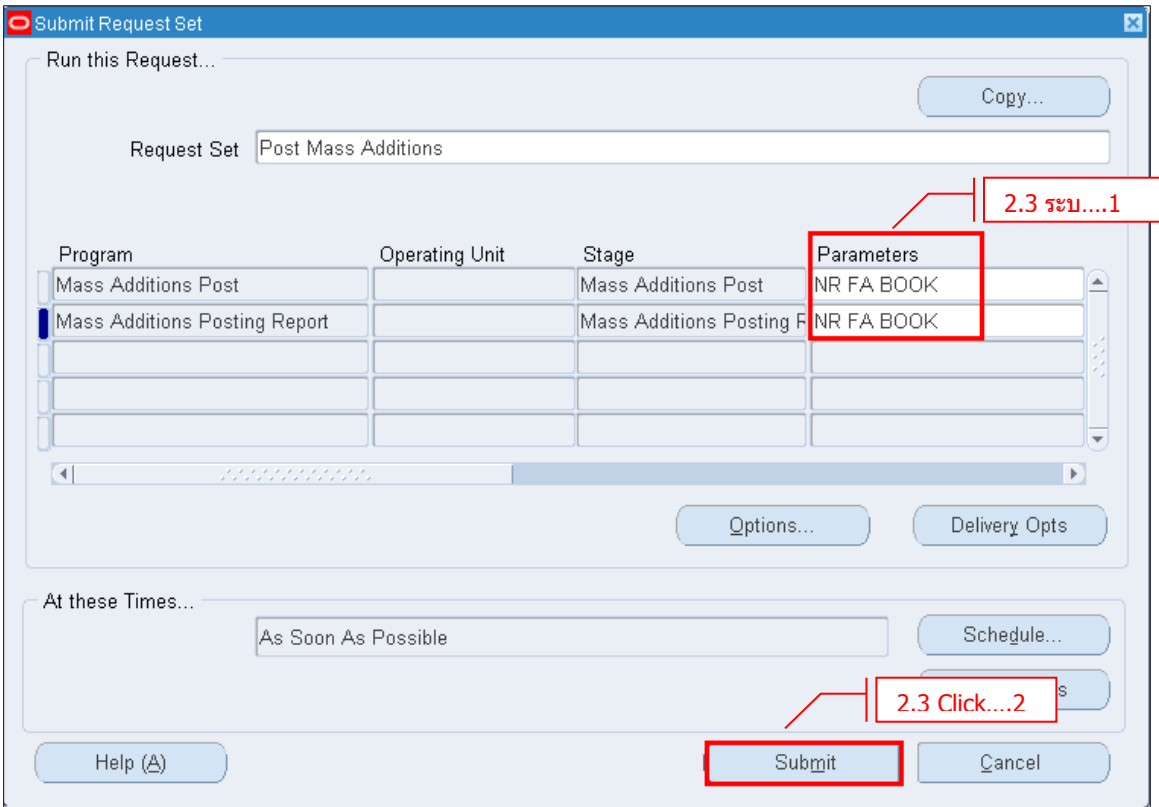 Submit Request Set
Run this Request...
Copy...
Request Set Post Mass Additions
2.3 ระบ....1
Program Operating Unit Stage Parameters
Mass Additions Post Mass Additions Post NR FA BOOK
Mass Additions Posting Report Mass Additions Posting R NR FA BOOK
Options... Delivery Opts
At these Times...
As Soon As Possible Schedule...
2.3 Click....2 s
Help (A) Submit Cancel